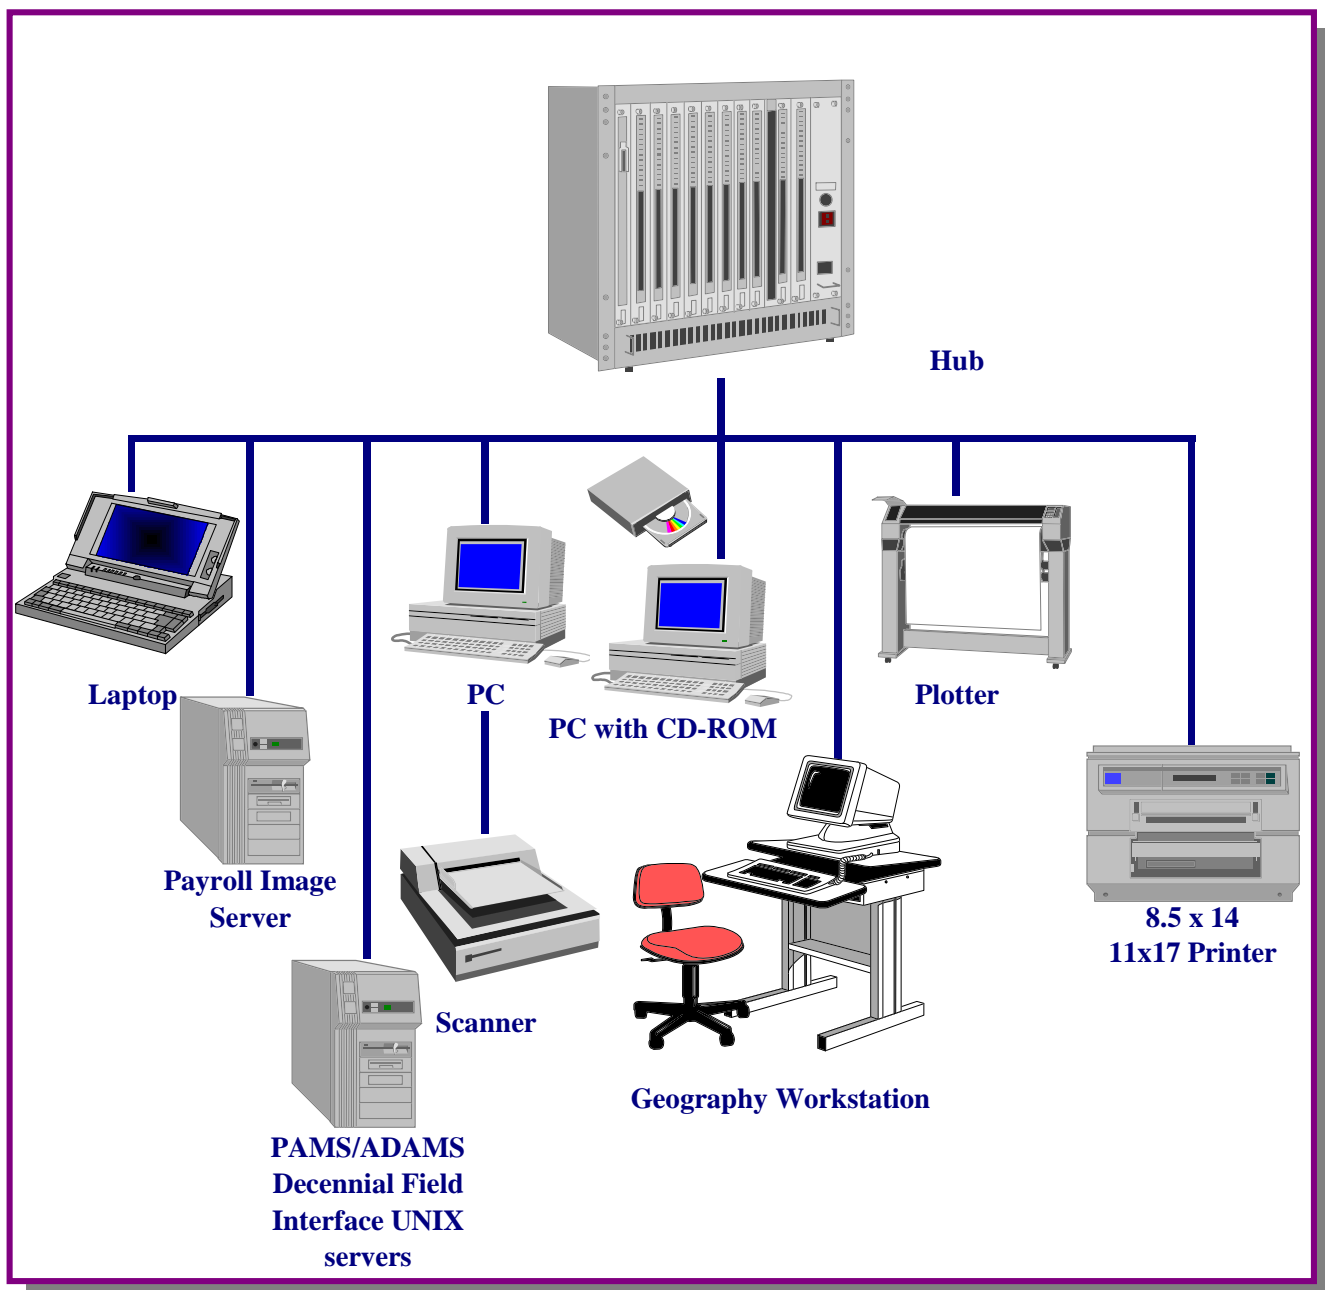 Hub
Laptop
PC
PC with CD-ROM
Plotter
Payroll Image
Server
8.5 x 14
11x17 Printer
Scanner
Geography Workstation
PAMS/ADAMS
Decennial Field
Interface UNIX
servers